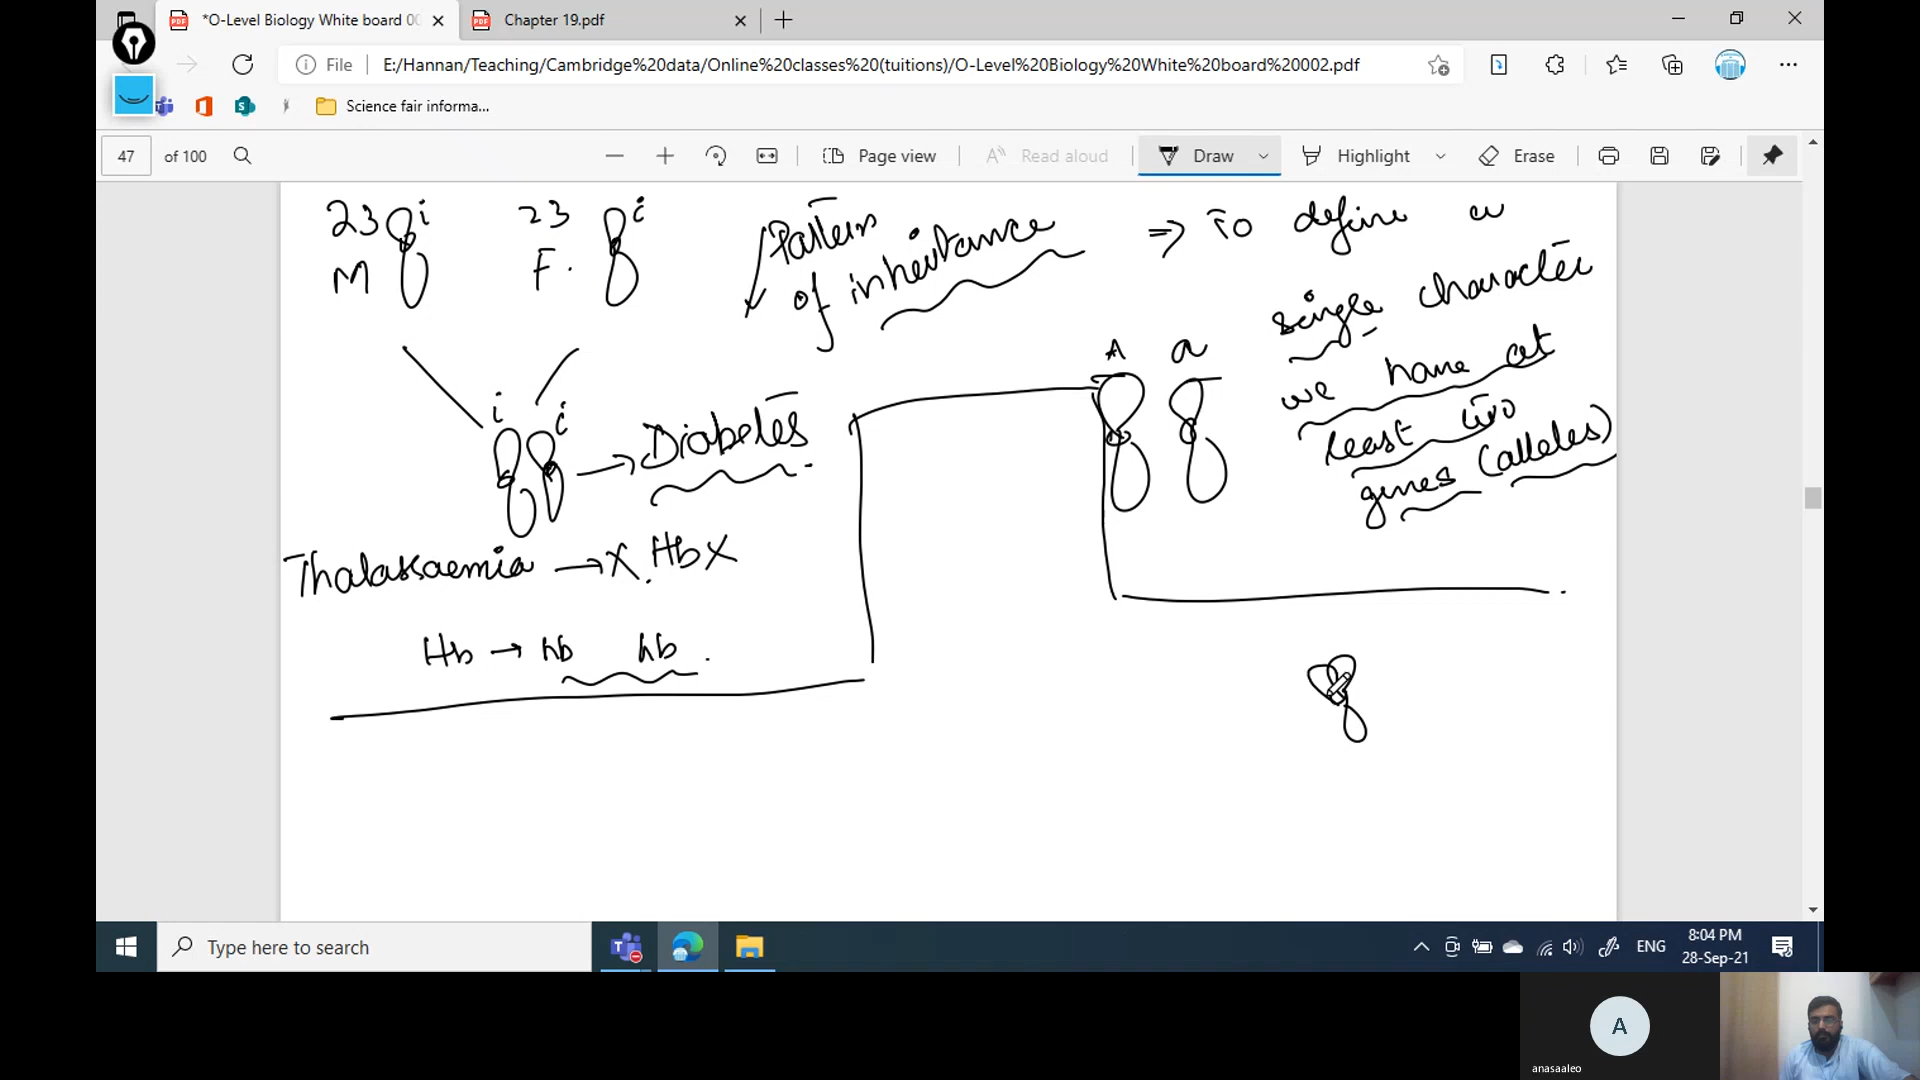 *O-Level Biology White board 00
Chapter 19.pdf
File
E:/Hannan/Teaching/Cambridge%20data/Online%20classes%20(tuitions)/O-Level%20Biology%20White%20board%20002.pdf
Science fair informa...
47
of 100
Page view
Read aloud
Draw
Highlight
Erase
23 i
M
23 i
F.
Pattern
of inheritance
=> To define a
single character
we have at
least two
genes (alleles)
A a
i i
→ Diabetes
Thalassaemia → X. Hb X
Hb → hb hb .
Type here to search
ENG
8:04 PM
28-Sep-21
A
anasaaleo